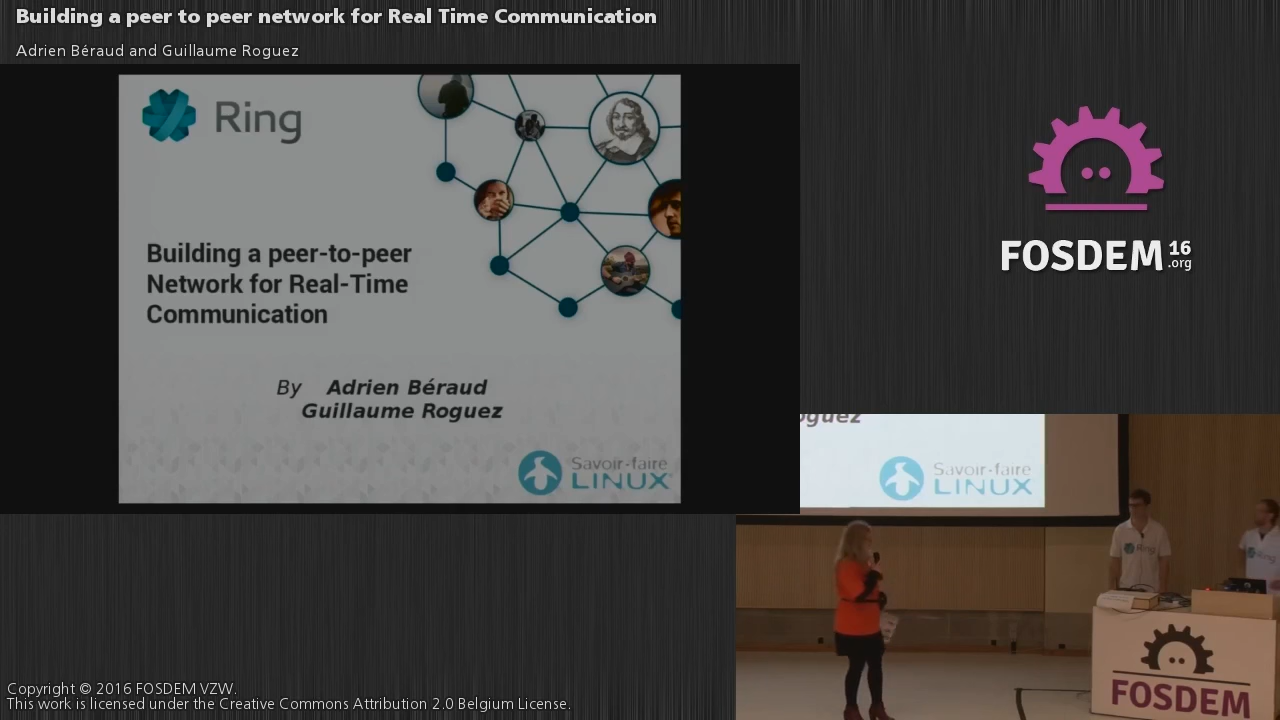 Building a peer to peer network for Real Time Communication
Adrien Béraud and Guillaume Roguez
Ring
Building a peer-to-peer
Network for Real-Time
Communication
By Adrien Béraud
Guillaume Roguez
Savoir-faire
LINUX
FOSDEM 16
.org
Savoir-faire
LINUX
Ring
Ring
FOSDEM
Copyright © 2016 FOSDEM VZW.
This work is licensed under the Creative Commons Attribution 2.0 Belgium License.